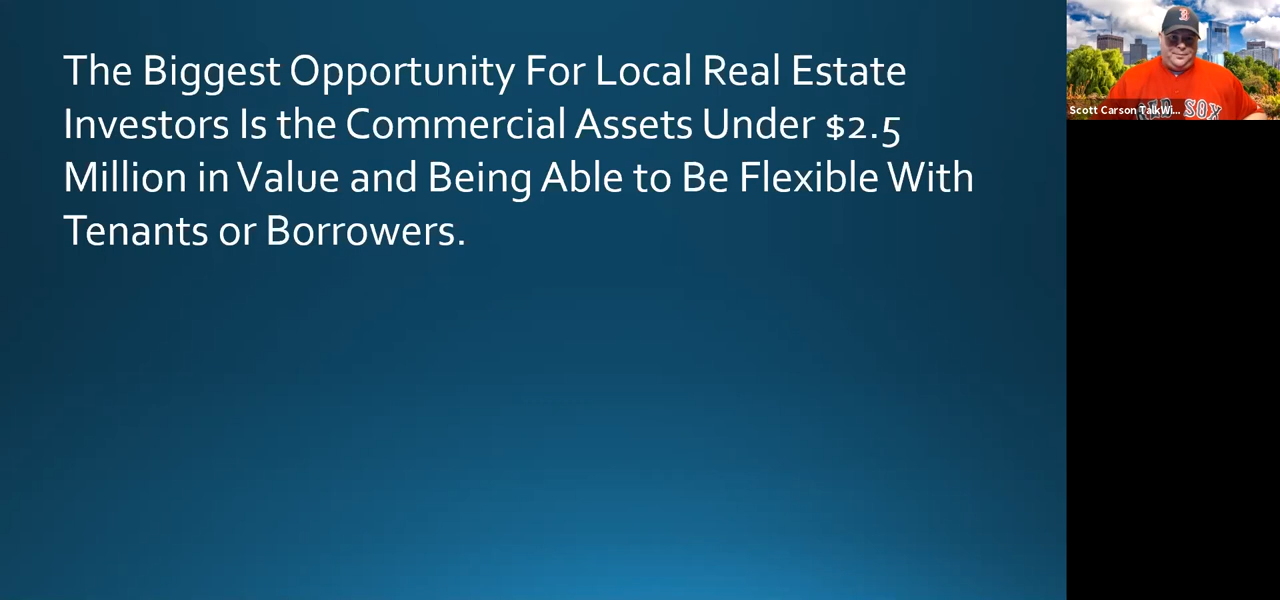 The Biggest Opportunity For Local Real Estate
Investors Is the Commercial Assets Under $2.5
Million in Value and Being Able to Be Flexible With
Tenants or Borrowers.
B
Scott Carson TalkWi...
RED SOX